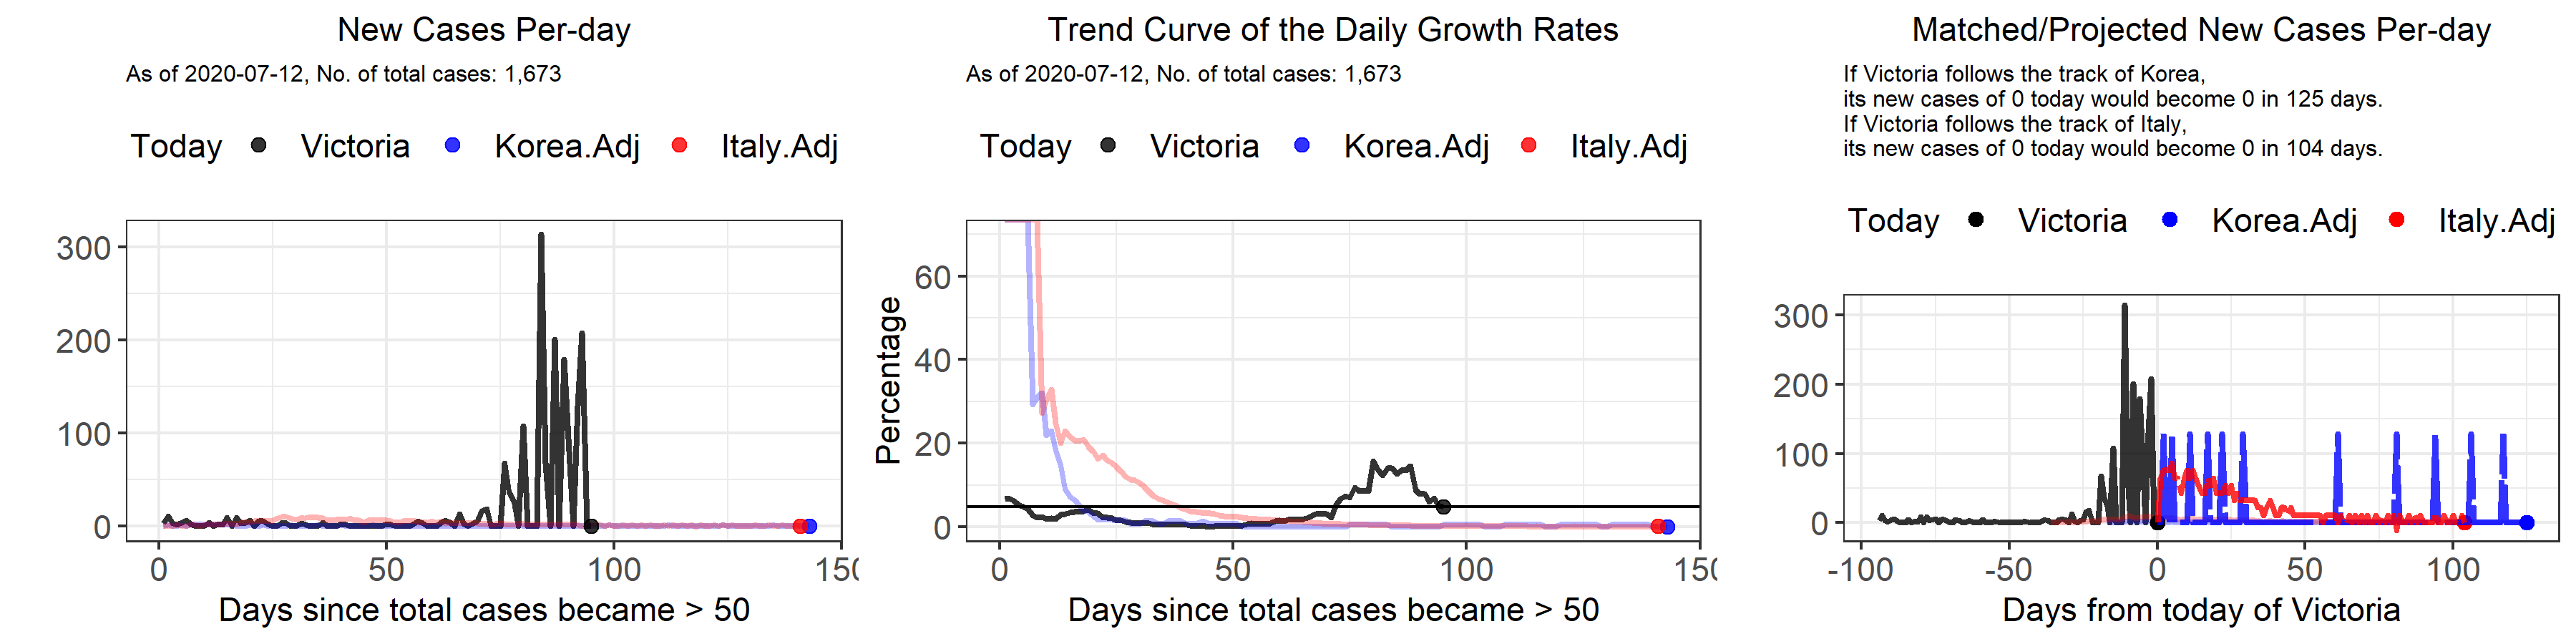 New Cases Per-day
As of 2020-07-12, No. of total cases: 1,673
Today Victoria Korea.Adj Italy.Adj
300
200
100
0
0 50 100 150
Days since total cases became > 50
Trend Curve of the Daily Growth Rates
As of 2020-07-12, No. of total cases: 1,673
Today Victoria Korea.Adj Italy.Adj
Percentage
60
40
20
0
0 50 100 150
Days since total cases became > 50
Matched/Projected New Cases Per-day
If Victoria follows the track of Korea,
its new cases of 0 today would become 0 in 125 days.
If Victoria follows the track of Italy,
its new cases of 0 today would become 0 in 104 days.
Today Victoria Korea.Adj Italy.Adj
300
200
100
0
-100 -50 0 50 100
Days from today of Victoria